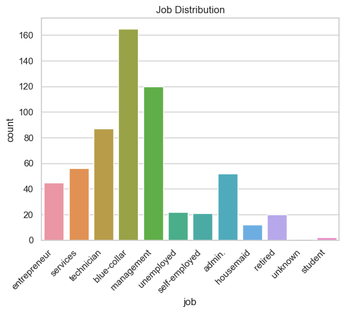 Job Distribution
160
140
120
100
80
60
40
20
0
count
entrepreneur
services
technician
blue-collar
management
unemployed
self-employed
admin.
housemaid
retired
unknown
student
job